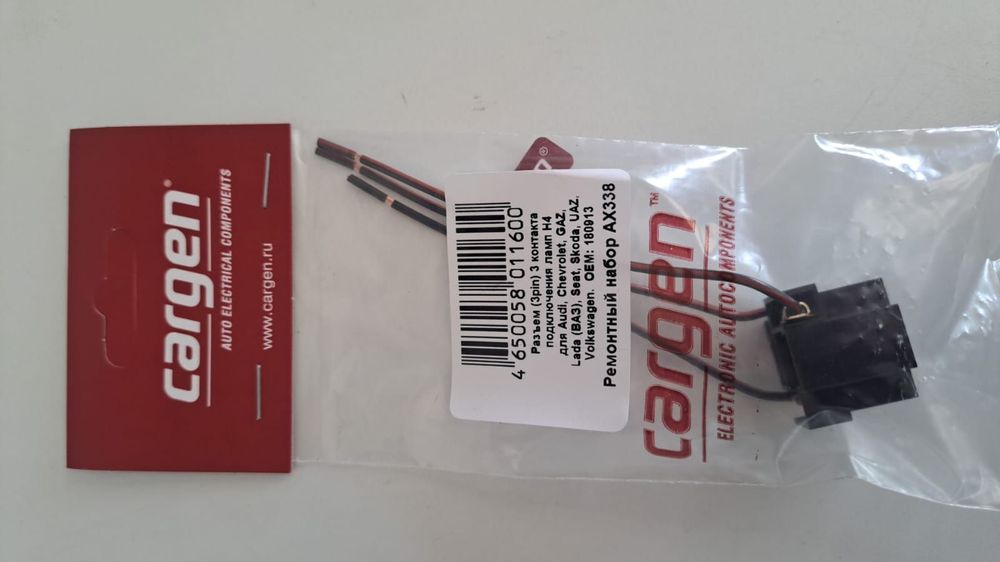 cargen®
AUTO ELECTRICAL COMPONENTS
www.cargen.ru
4 650058 011600
Разъем (3pin) 3 контакта
подключения ламп H4
для Audi, Chevrolet, GAZ,
Lada (ВАЗ), Seat, Skoda, UAZ,
Volkswagen. OEM: 180913
Ремонтный набор AX338
cargen™
ELECTRONIC AUTOCOMPONENTS